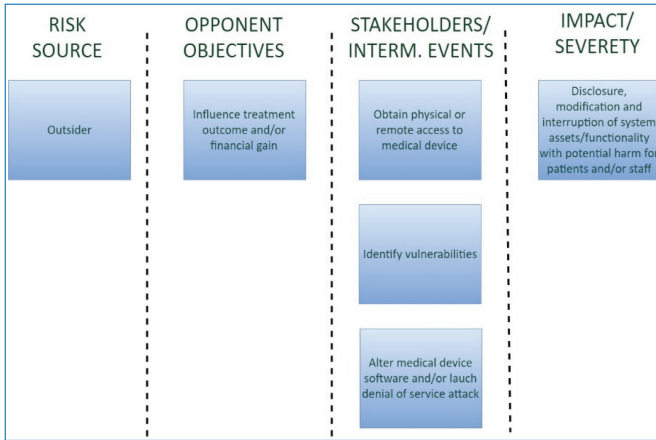 RISK
SOURCE
OPPONENT
OBJECTIVES
STAKEHOLDERS/
INTERM. EVENTS
IMPACT/
SEVERETY
Outsider
Influence treatment
outcome and/or
financial gain
Obtain physical or
remote access to
medical device
Disclosure,
modification and
interruption of system
assets/functionality
with potential harm for
patients and/or staff
Identify vulnerabilities
Alter medical device
software and/or lauch
denial of service attack